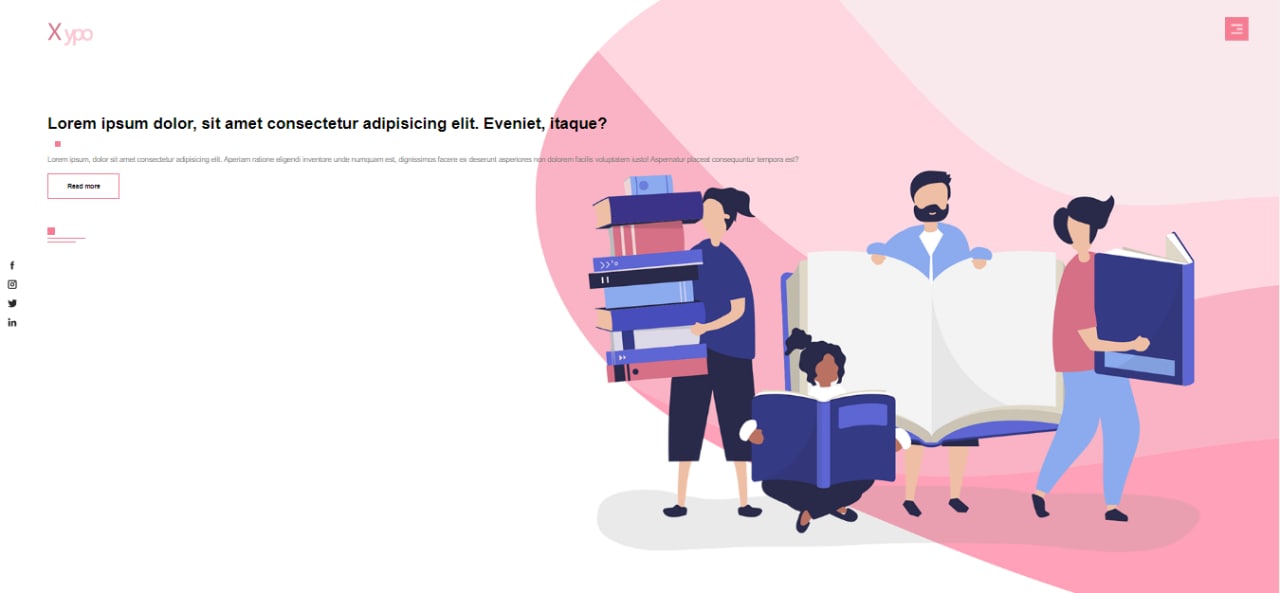 X ypo
Lorem ipsum dolor, sit amet consectetur adipisicing elit. Eveniet, itaque?
Lorem ipsum, dolor sit amet consectetur adipisicing elit. Aperiam ratione eligendi inventore unde numquam est, dignissimos facere ex deserunt asperiores non dolorem facilis voluptatem iusto! Aspernatur placeat consequuntur tempora est?
Read more